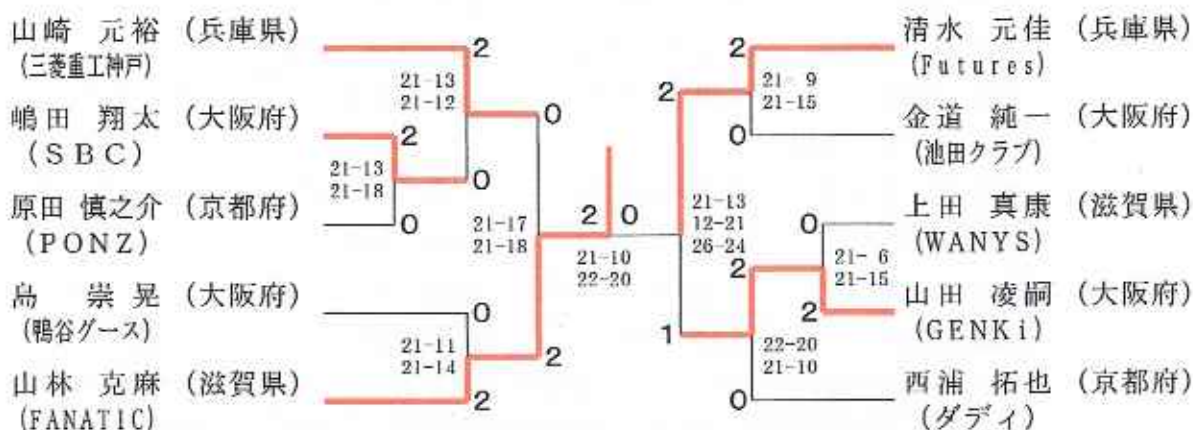 山崎 元裕 (兵庫県)
(三菱重工神戸)
嶋田 翔太 (大阪府)
(SBC)
原田 慎之介 (京都府)
(PONZ)
島 崇晃 (大阪府)
(鴨谷グース)
山林 克麻 (滋賀県)
(FANATIC)
2
21-13
21-12
0
2
21-13
21-18
0
0
21-17
21-18
0
21-11
21-14
2
2
2 0
21-10
22-20
2
2
21- 9
21-15
0
21-13
12-21
26-24
0
21- 6
21-15
2
2
1
22-20
21-10
0
清水 元佳 (兵庫県)
(Futures)
金道 純一 (大阪府)
(池田クラブ)
上田 真康 (滋賀県)
(WANYS)
山田 凌嗣 (大阪府)
(GENKi)
西浦 拓也 (京都府)
(ダディ)